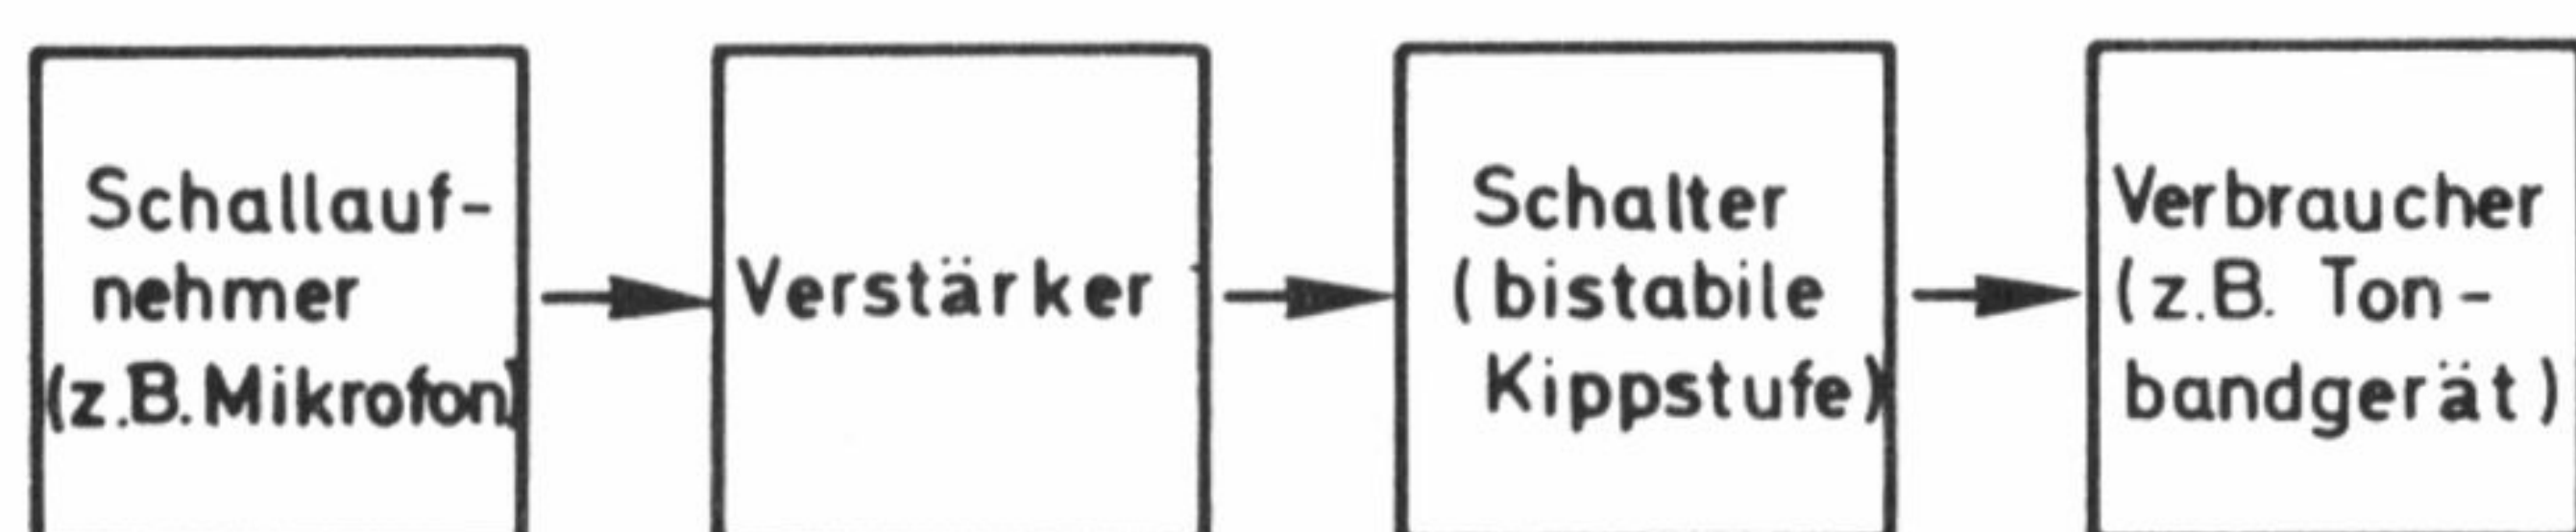 Schallauf-
nehmer
(z.B. Mikrofon)
Verstärker
Schalter
(bistabile
Kippstufe)
Verbraucher
(z.B. Ton-
bandgerät)